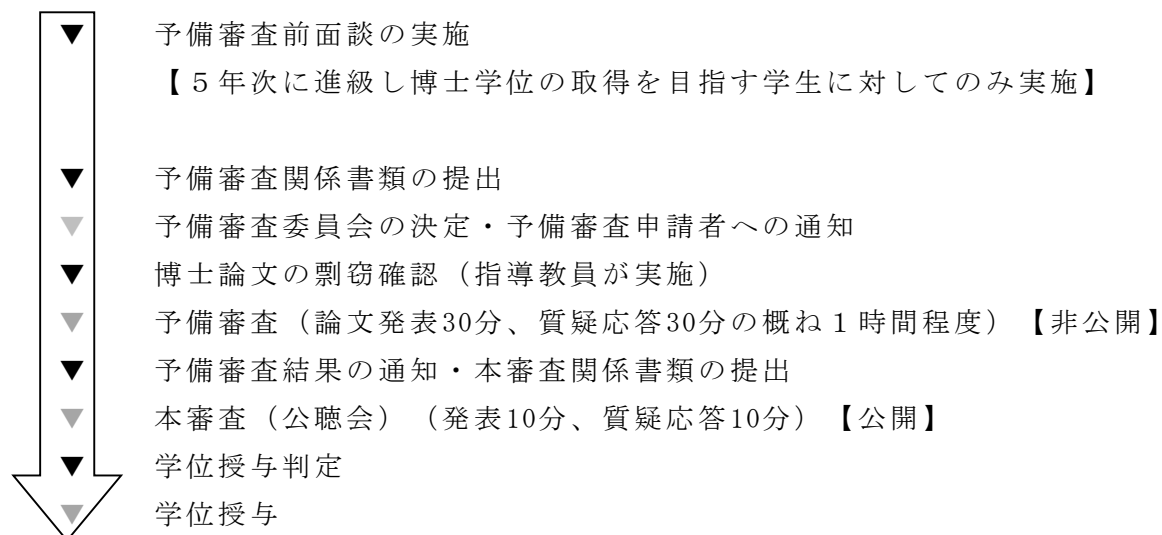 ▼ 予備審査前面談の実施
【５年次に進級し博士学位の取得を目指す学生に対してのみ実施】
▼ 予備審査関係書類の提出
▼ 予備審査委員会の決定・予備審査申請者への通知
▼ 博士論文の剽窃確認（指導教員が実施）
▼ 予備審査（論文発表30分、質疑応答30分の概ね１時間程度）【非公開】
▼ 予備審査結果の通知・本審査関係書類の提出
▼ 本審査（公聴会）（発表10分、質疑応答10分）【公開】
▼ 学位授与判定
▼ 学位授与